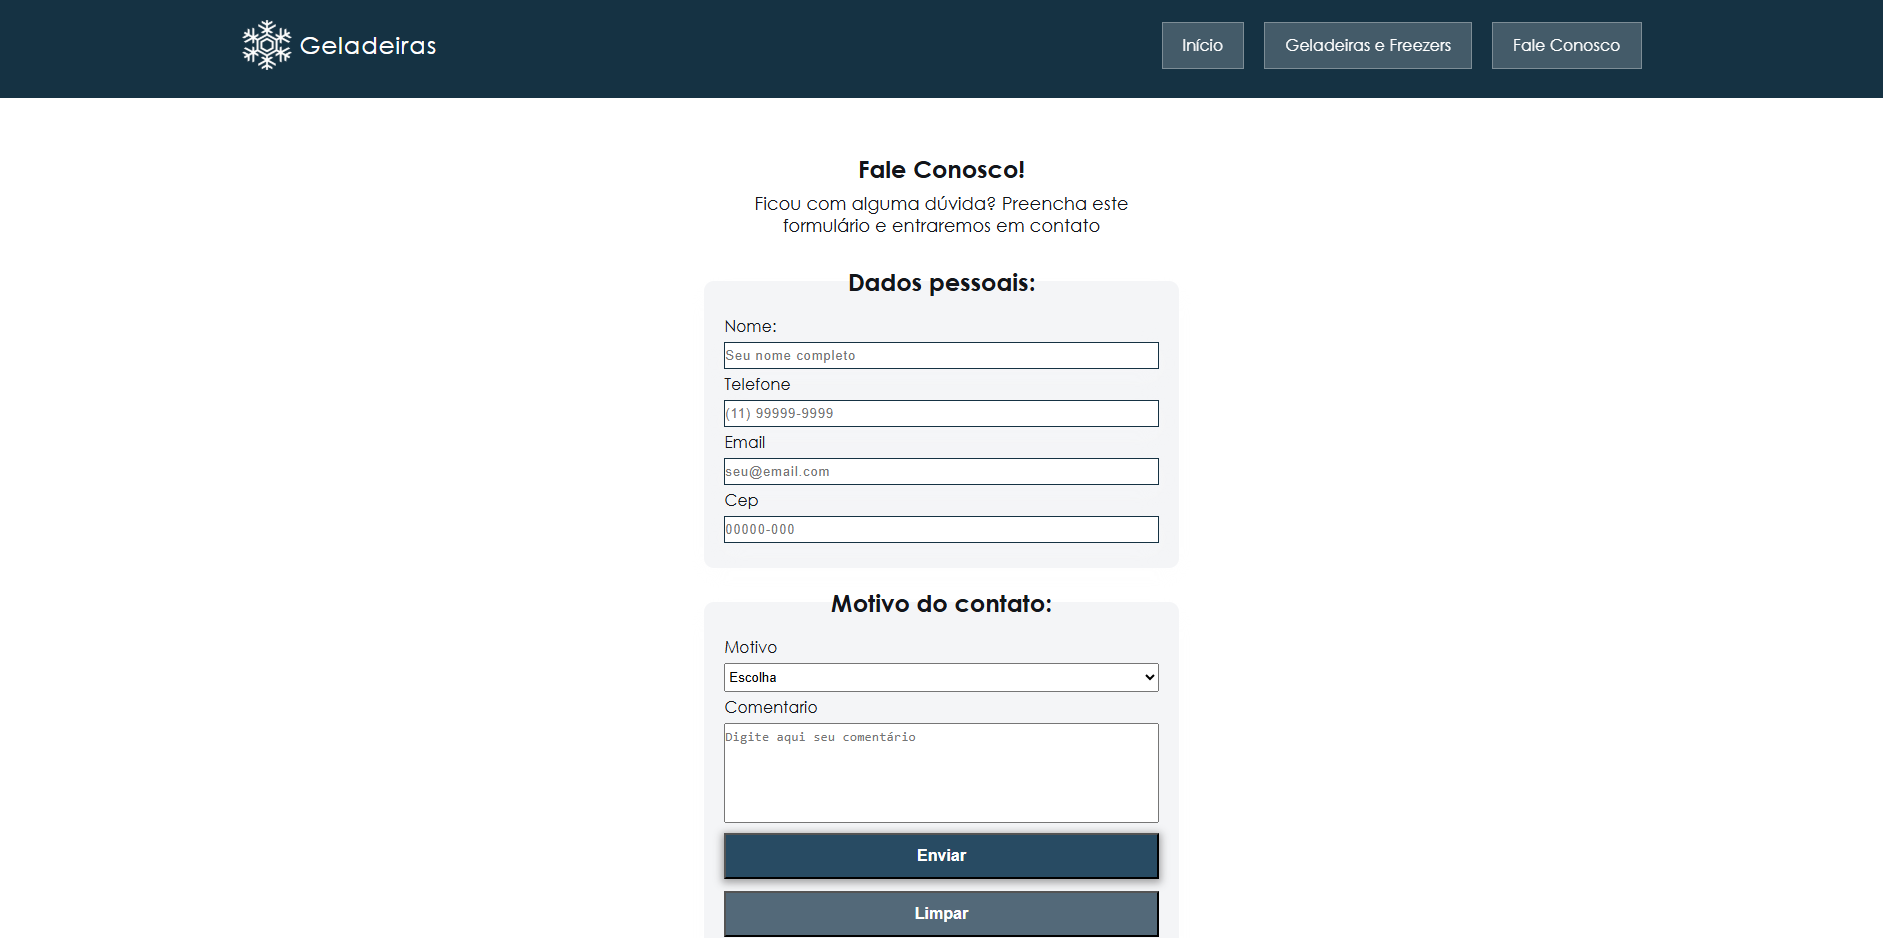 Geladeiras
Início
Geladeiras e Freezers
Fale Conosco
Fale Conosco!
Ficou com alguma dúvida? Preencha este
formulário e entraremos em contato
Dados pessoais:
Nome:
Seu nome completo
Telefone
(11) 99999-9999
Email
seu@email.com
Cep
00000-000
Motivo do contato:
Motivo
Escolha
Comentario
Digite aqui seu comentário
Enviar
Limpar